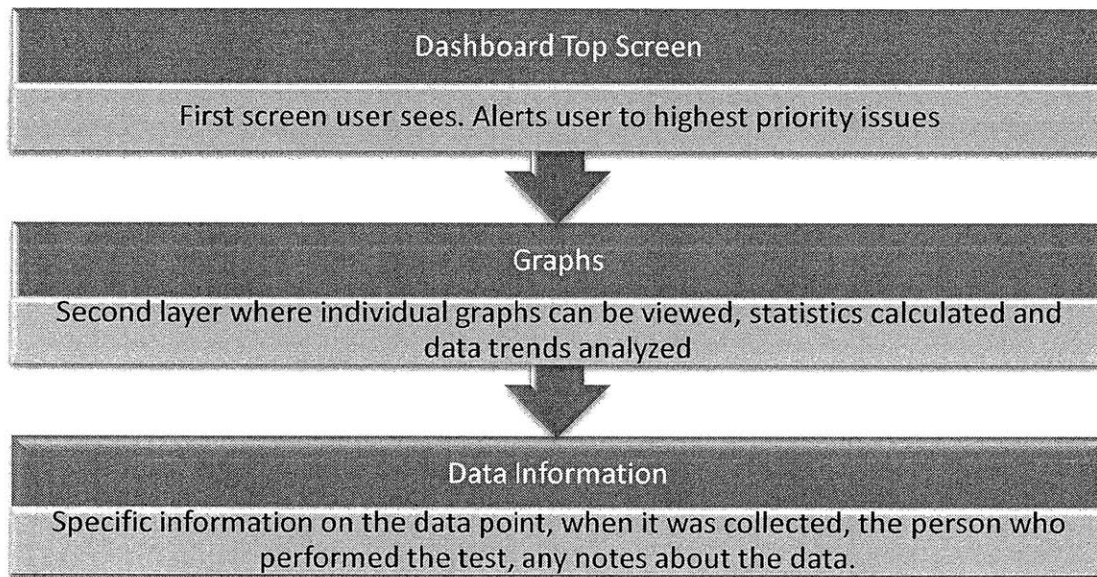 Dashboard Top Screen
First screen user sees. Alerts user to highest priority issues
Graphs
Second layer where individual graphs can be viewed, statistics calculated and
data trends analyzed
Data Information
Specific information on the data point, when it was collected, the person who
performed the test, any notes about the data.